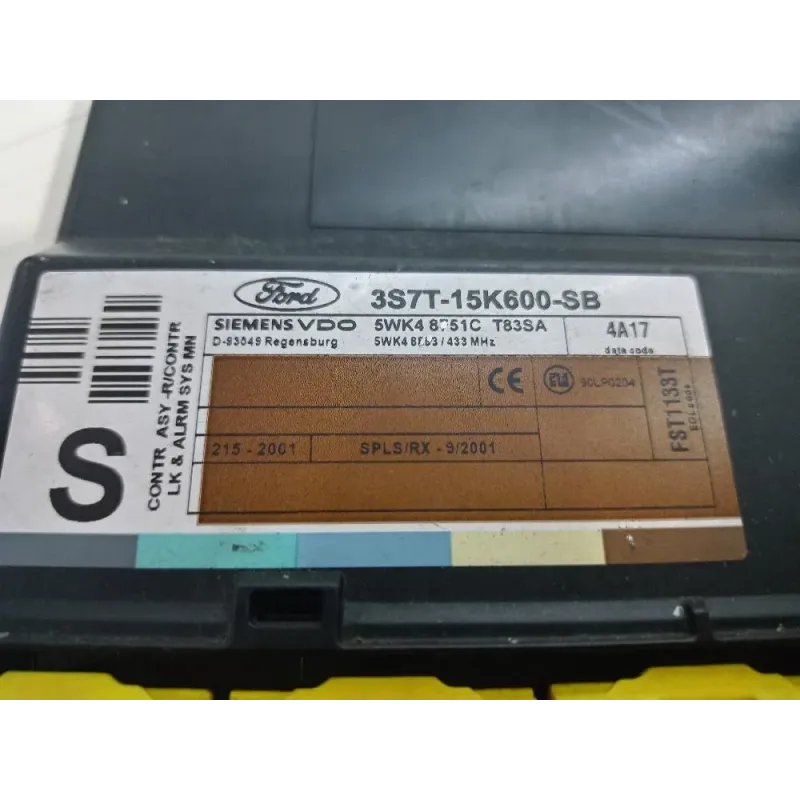 Ford
3S7T-15K600-SB
SIEMENS VDO
T83SA
4A17
D-93049 Regensburg
/ 433 MHz
date code
CE
215 - 2001
SPLS/RX - 9/2001
FST1133T
CONTR ASY -R/CONTR
LK & ALRM SYS MN
S